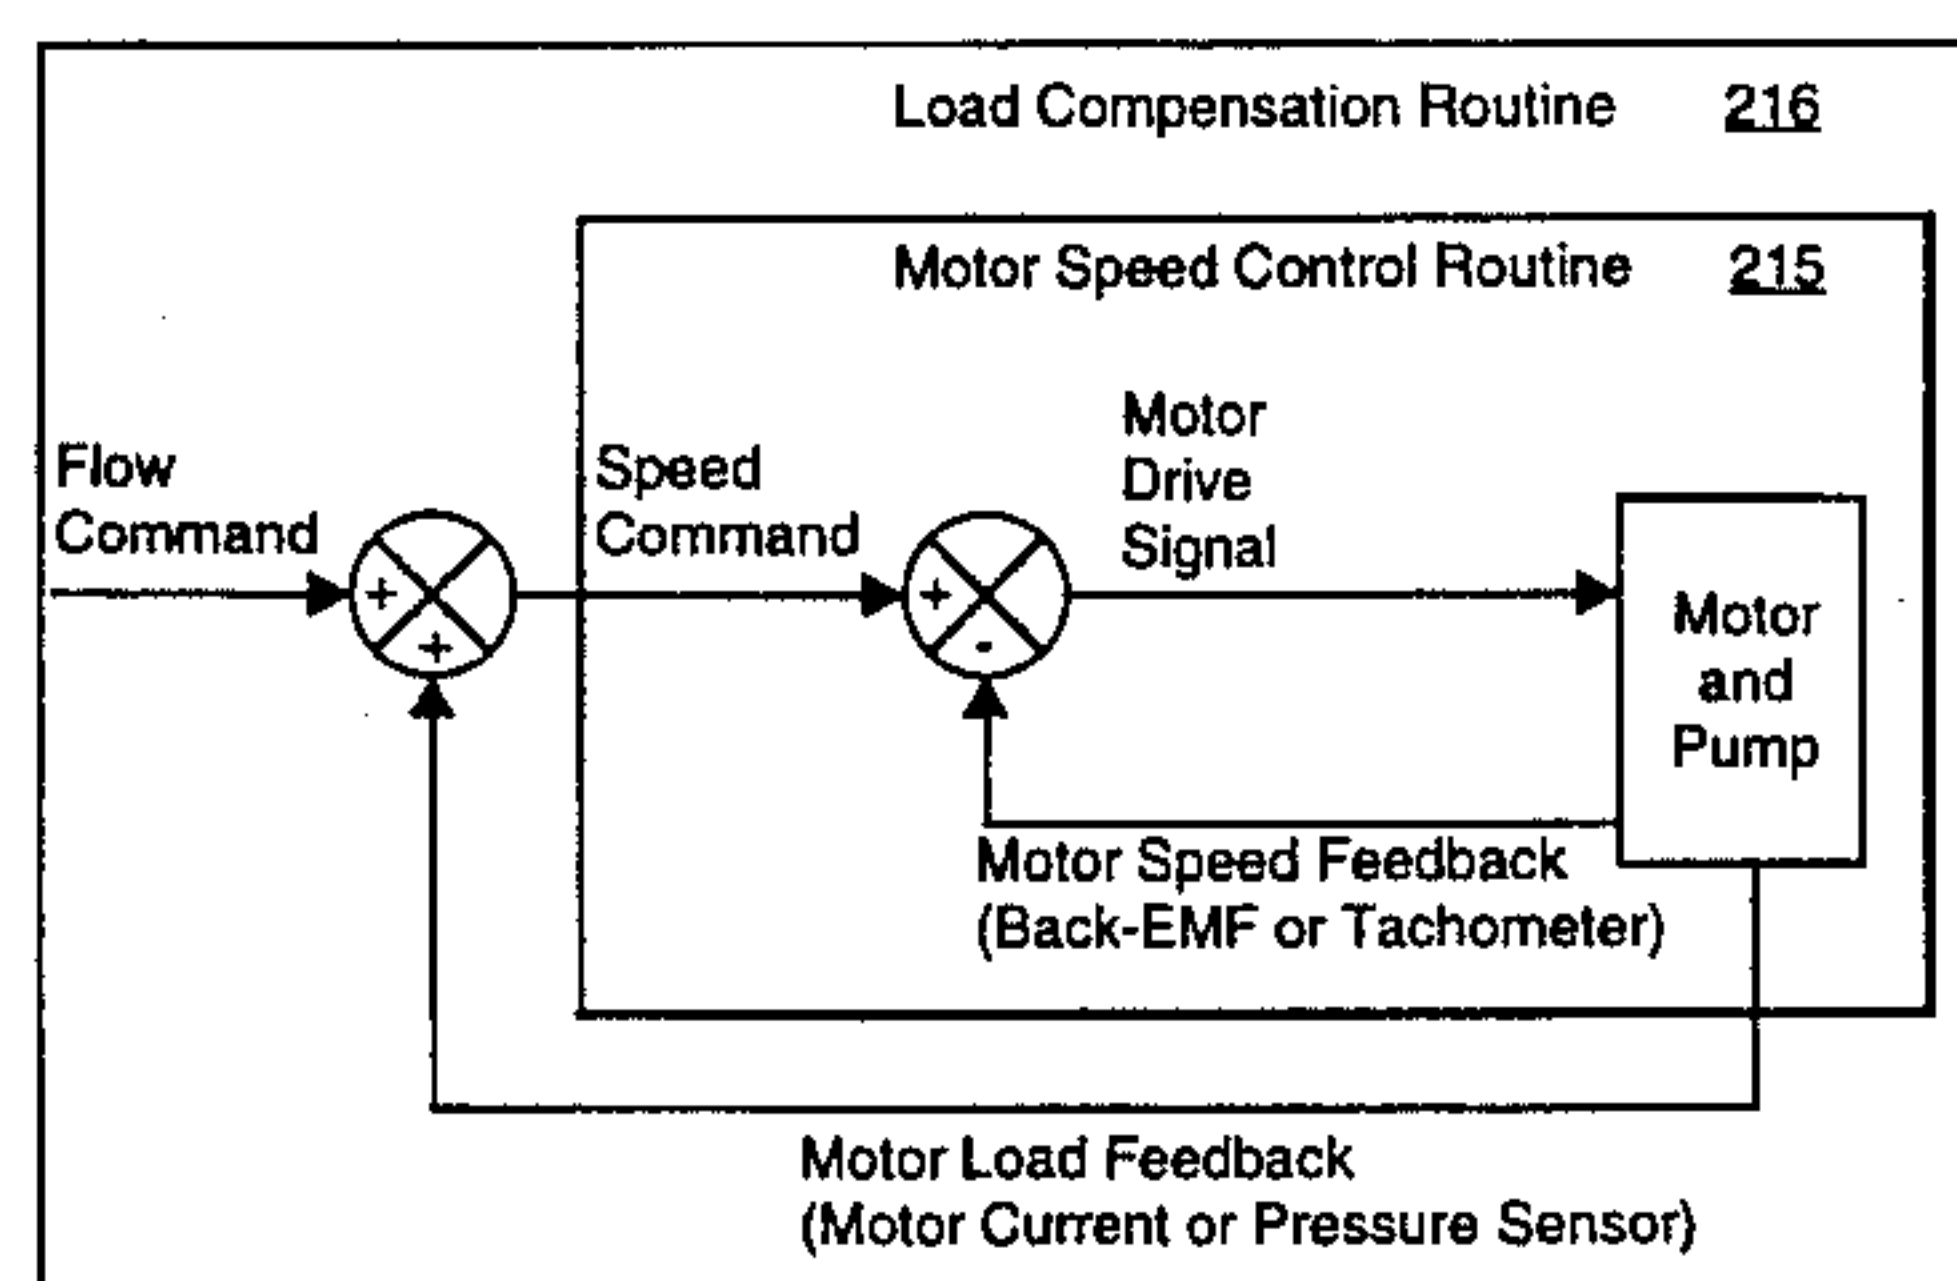 Load Compensation Routine 216
Motor Speed Control Routine 215
Flow
Command
+
+
Speed
Command
+
-
Motor
Drive
Signal
Motor
and
Pump
Motor Speed Feedback
(Back-EMF or Tachometer)
Motor Load Feedback
(Motor Current or Pressure Sensor)